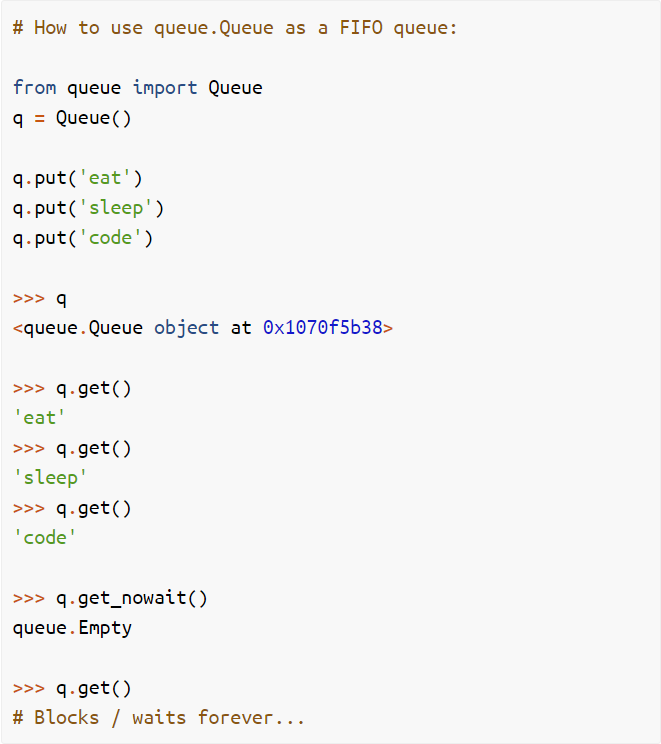 # How to use queue.Queue as a FIFO queue:
from queue import Queue
q = Queue()
q.put('eat')
q.put('sleep')
q.put('code')
>>> q
<queue.Queue object at 0x1070f5b38>
>>> q.get()
'eat'
>>> q.get()
'sleep'
>>> q.get()
'code'
>>> q.get_nowait()
queue.Empty
>>> q.get()
# Blocks / waits forever...